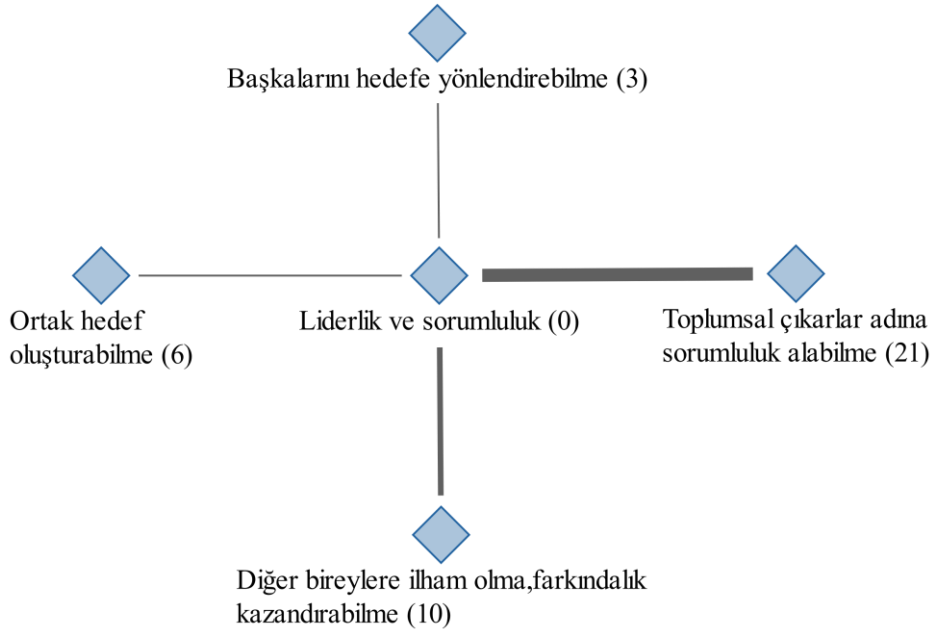 Başkalarını hedefe yönlendirebilme (3)
Ortak hedef
oluşturabilme (6)
Liderlik ve sorumluluk (0)
Toplumsal çıkarlar adına
sorumluluk alabilme (21)
Diğer bireylere ilham olma,farkındalık
kazandırabilme (10)